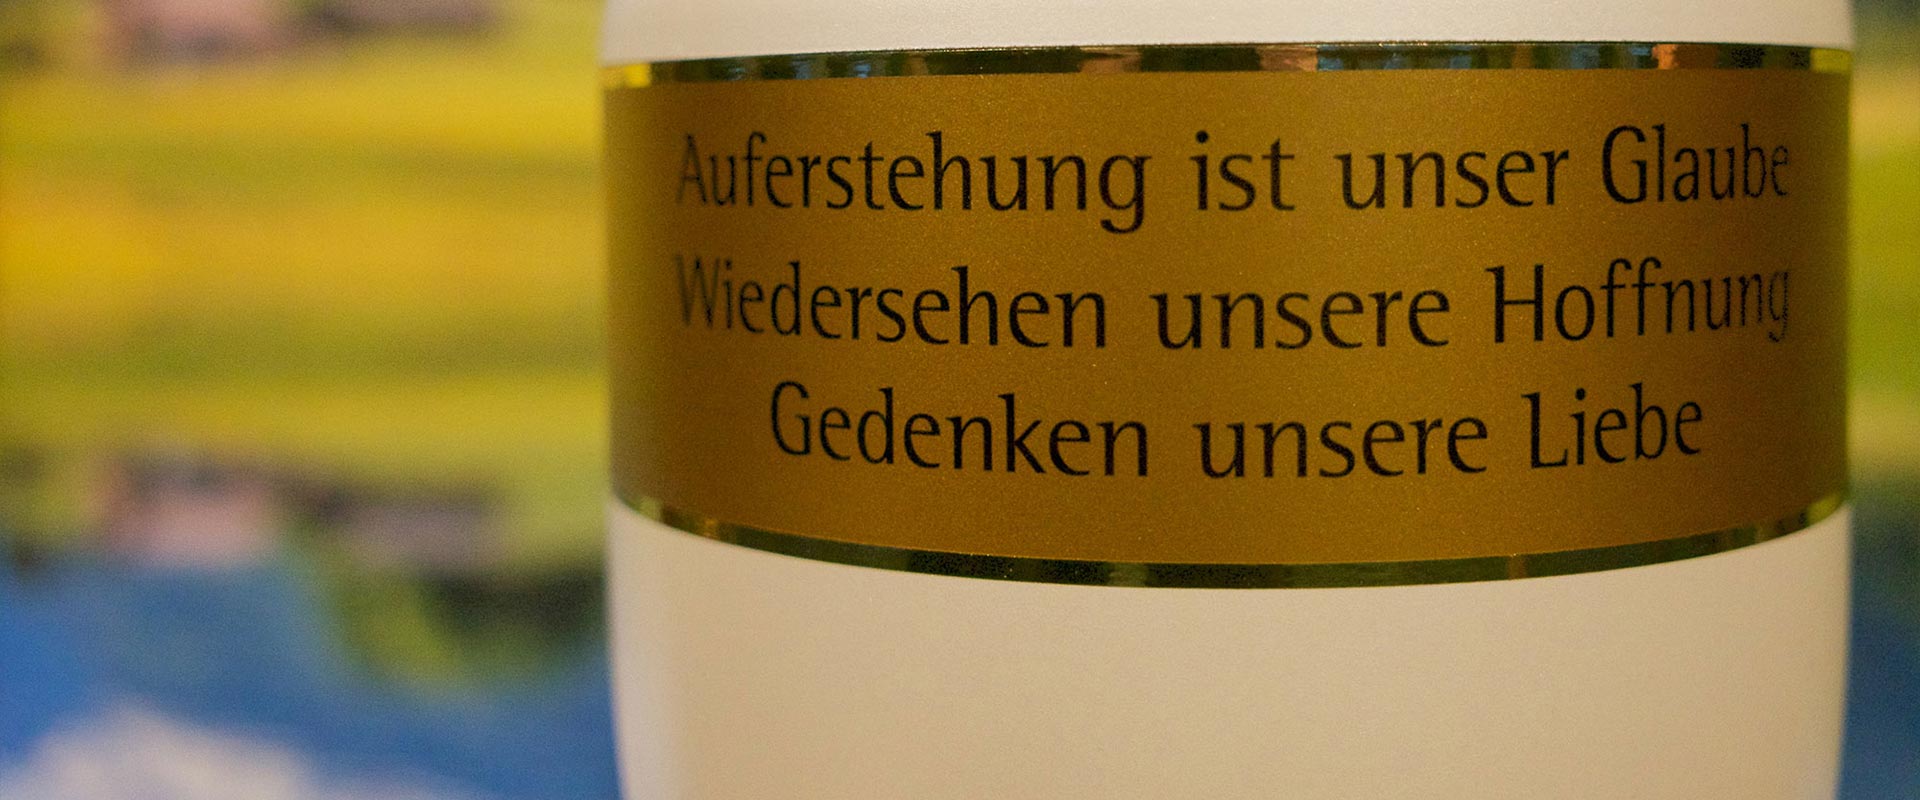 Auferstehung ist unser Glaube
Wiedersehen unsere Hoffnung
Gedenken unsere Liebe